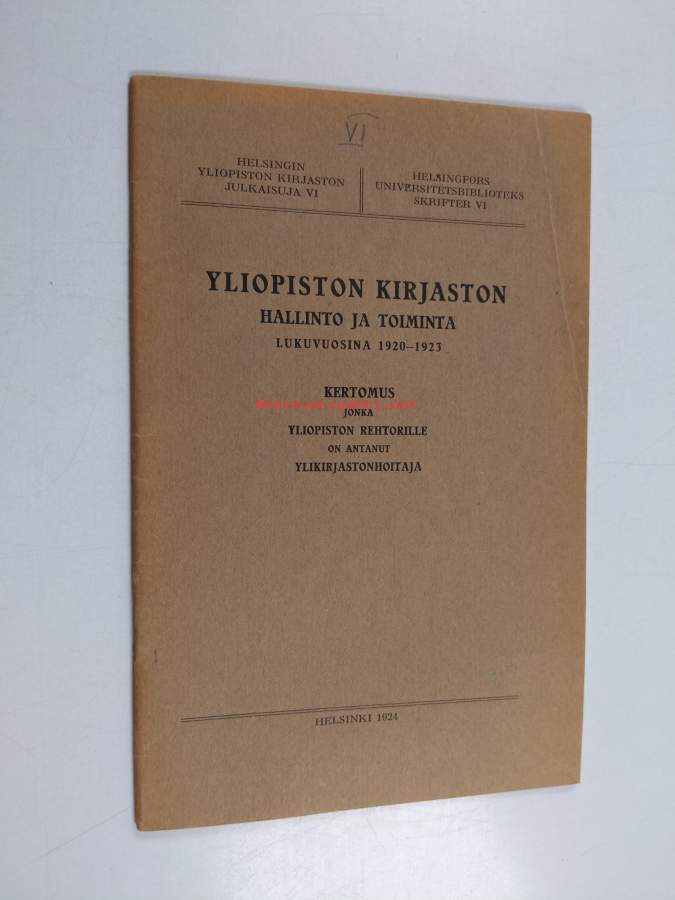 VI
HELSINGIN
YLIOPISTON KIRJASTON
JULKAISUJA VI
HELSINGFORS
UNIVERSITETSBIBLIOTEKS
SKRIFTER VI
YLIOPISTON KIRJASTON
HALLINTO JA TOIMINTA
LUKUVUOSINA 1920–1923
KERTOMUS
JONKA
YLIOPISTON REHTORILLE
ON ANTANUT
YLIKIRJASTONHOITAJA
HELSINKI 1924